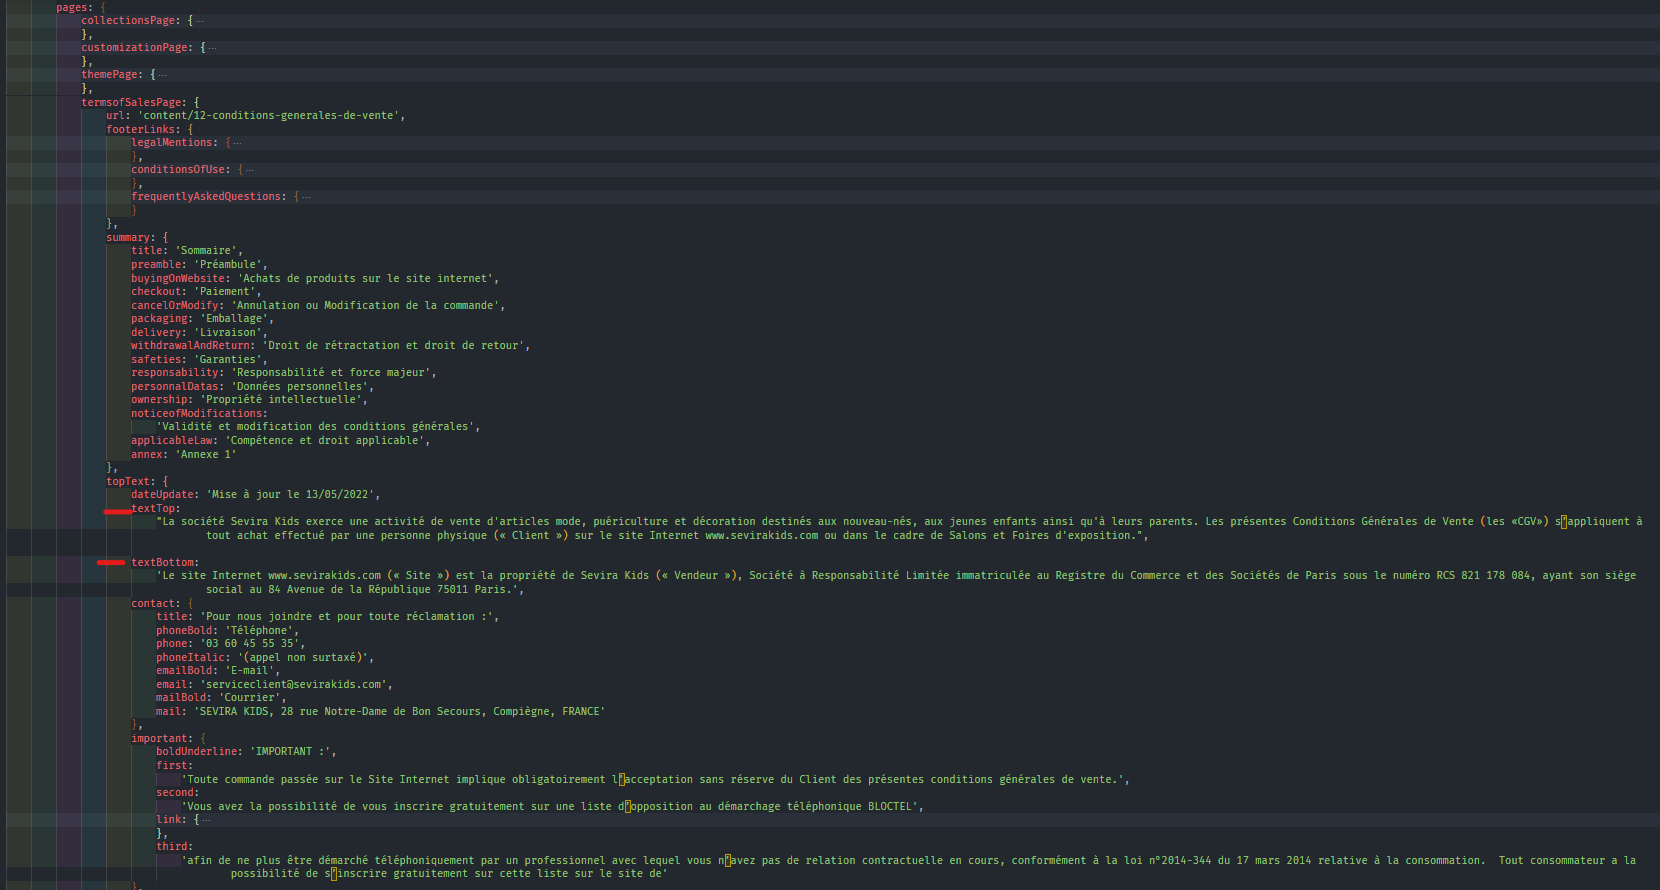 pages: {
collectionsPage: {···
},
customizationPage: {···
},
themePage: {···
},
termsofSalesPage: {
url: 'content/12-conditions-generales-de-vente',
footerLinks: {
legalMentions: {···
},
conditionsOfUse: {···
},
frequentlyAskedQuestions: {···
}
},
summary: {
title: 'Sommaire',
preamble: 'Préambule',
buyingOnWebsite: 'Achats de produits sur le site internet',
checkout: 'Paiement',
cancelOrModify: 'Annulation ou Modification de la commande',
packaging: 'Emballage',
delivery: 'Livraison',
withdrawalAndReturn: 'Droit de rétractation et droit de retour',
safeties: 'Garanties',
responsability: 'Responsabilité et force majeur',
personnalDatas: 'Données personnelles',
ownership: 'Propriété intellectuelle',
noticeofModifications:
'Validité et modification des conditions générales',
applicableLaw: 'Compétence et droit applicable',
annex: 'Annexe 1'
},
topText: {
dateUpdate: 'Mise à jour le 13/05/2022',
textTop:
"La société Sevira Kids exerce une activité de vente d'articles mode, puériculture et décoration destinés aux nouveau-nés, aux jeunes enfants ainsi qu'à leurs parents. Les présentes Conditions Générales de Vente (les «CGV») s’appliquent à
tout achat effectué par une personne physique (« Client ») sur le site Internet www.sevirakids.com ou dans le cadre de Salons et Foires d'exposition.",
textBottom:
'Le site Internet www.sevirakids.com (« Site ») est la propriété de Sevira Kids (« Vendeur »), Société à Responsabilité Limitée immatriculée au Registre du Commerce et des Sociétés de Paris sous le numéro RCS 821 178 084, ayant son siège
social au 84 Avenue de la République 75011 Paris.',
contact: {
title: 'Pour nous joindre et pour toute réclamation :',
phoneBold: 'Téléphone',
phone: '03 60 45 55 35',
phoneItalic: '(appel non surtaxé)',
emailBold: 'E-mail',
email: 'serviceclient@sevirakids.com',
mailBold: 'Courrier',
mail: 'SEVIRA KIDS, 28 rue Notre-Dame de Bon Secours, Compiègne, FRANCE'
},
important: {
boldUnderline: 'IMPORTANT :',
first:
'Toute commande passée sur le Site Internet implique obligatoirement l’acceptation sans réserve du Client des présentes conditions générales de vente.',
second:
'Vous avez la possibilité de vous inscrire gratuitement sur une liste d’opposition au démarchage téléphonique BLOCTEL',
link: {···
},
third:
'afin de ne plus être démarché téléphoniquement par un professionnel avec lequel vous n’avez pas de relation contractuelle en cours, conformément à la loi n°2014-344 du 17 mars 2014 relative à la consommation.  Tout consommateur a la
possibilité de s’inscrire gratuitement sur cette liste sur le site de'
},